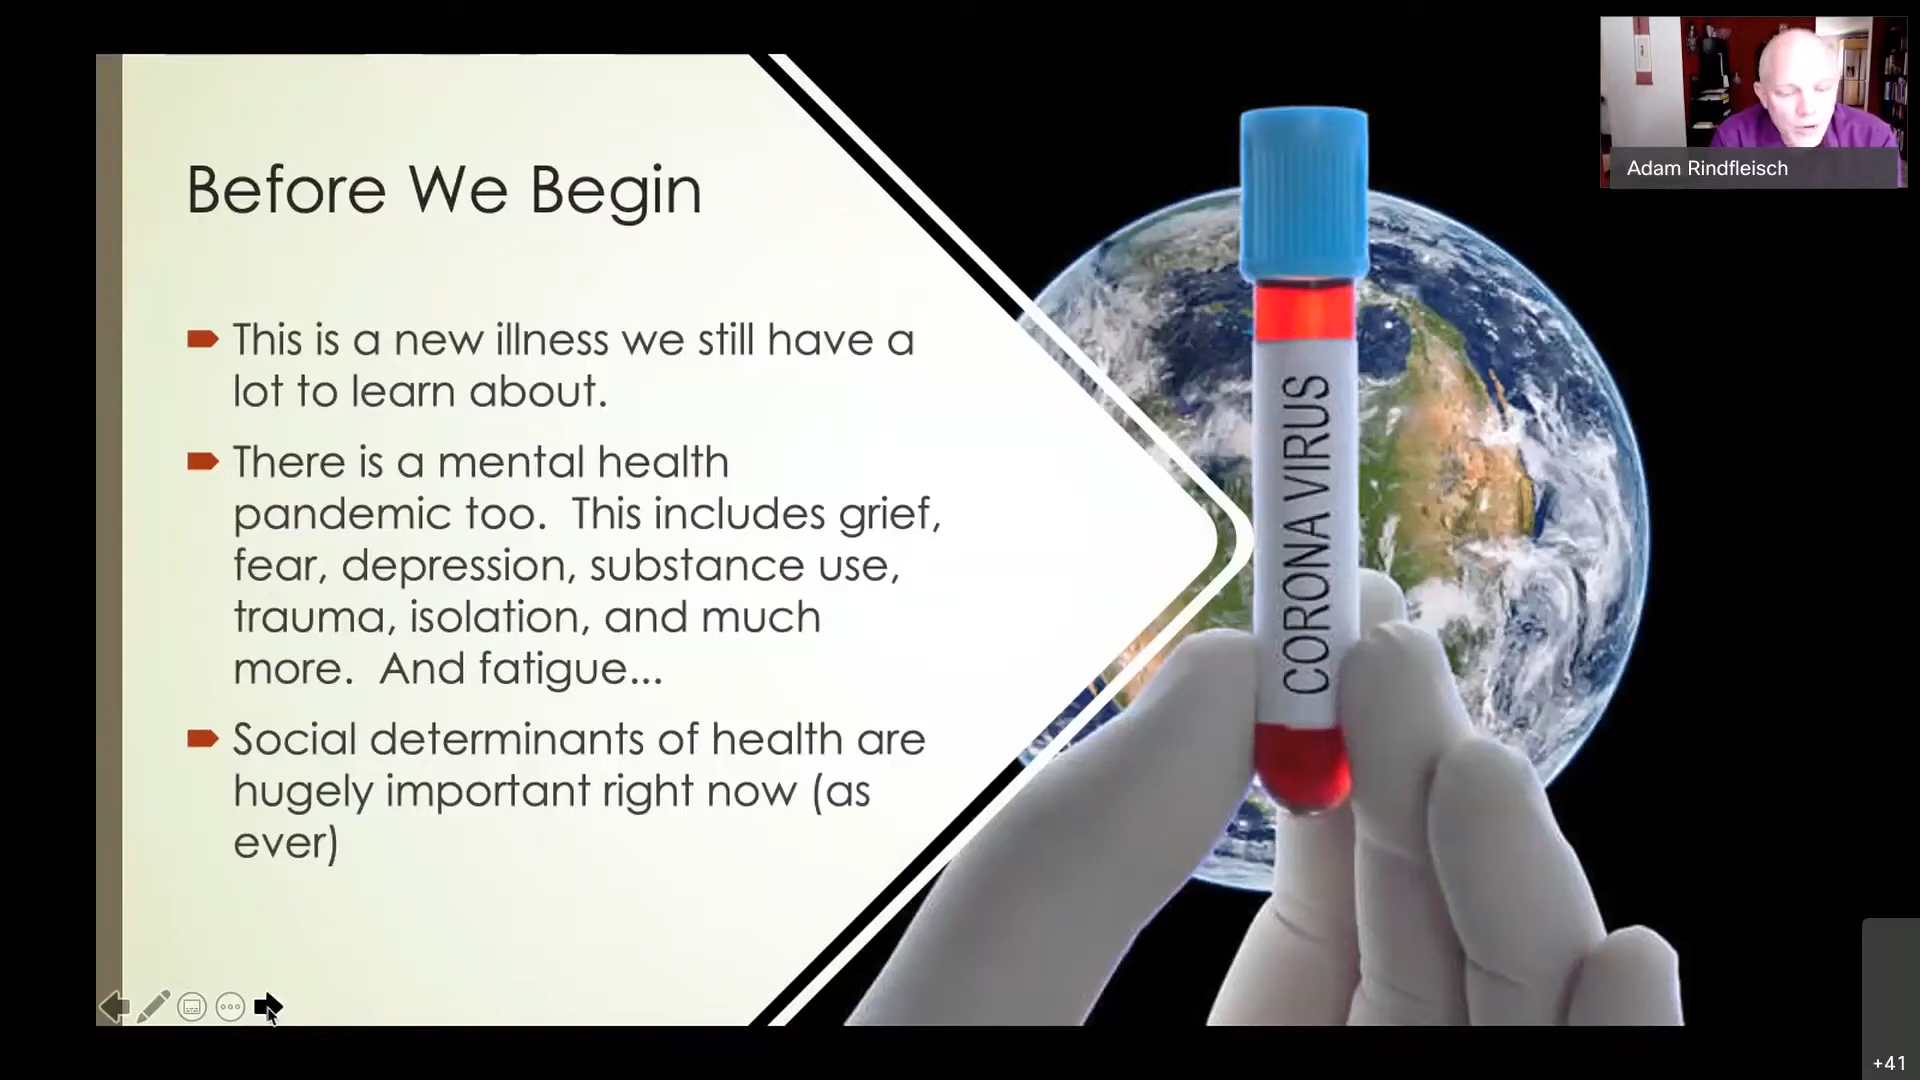 Before We Begin
This is a new illness we still have a
lot to learn about.
There is a mental health
pandemic too.  This includes grief,
fear, depression, substance use,
trauma, isolation, and much
more.  And fatigue...
Social determinants of health are
hugely important right now (as
ever)
CORONA VIRUS
Adam Rindfleisch
+41